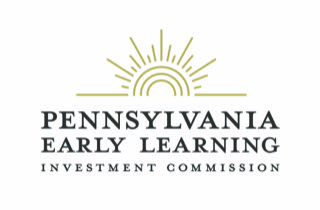 PENNSYLVANIA
EARLY LEARNING
INVESTMENT COMMISSION